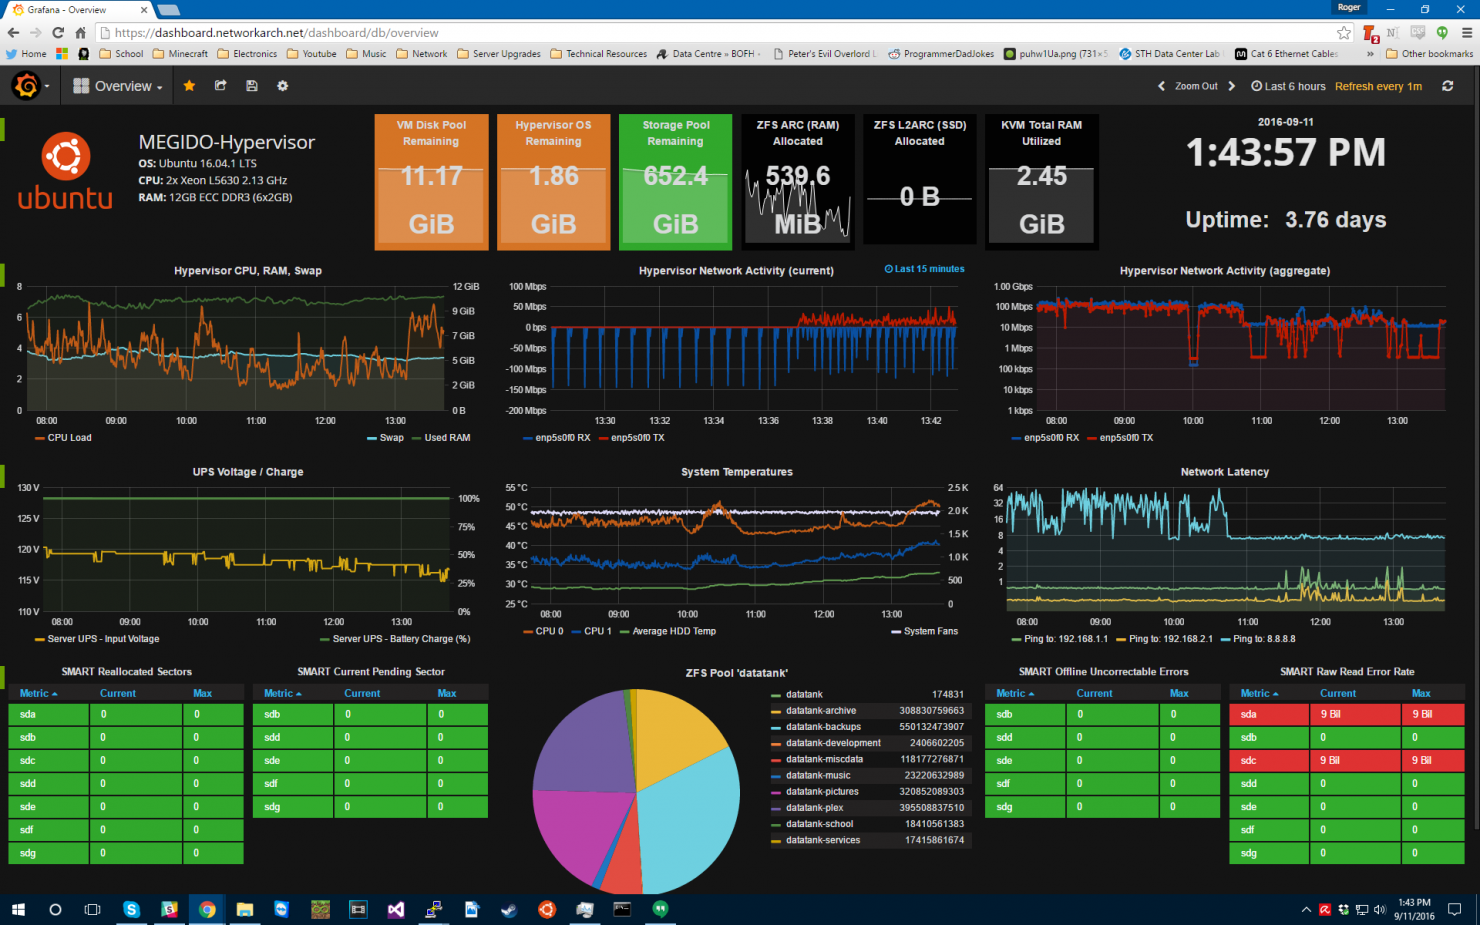 Grafana - Overview
Roger
https://dashboard.networkarch.net/dashboard/db/overview
Home School Minecraft Electronics Youtube Music Network Server Upgrades Technical Resources Data Centre » BOFH Peter's Evil Overlord L ProgrammerDadJokes puhw1Ua.png (731×5 STH Data Center Lab Cat 6 Ethernet Cables » Other bookmarks
Overview
Zoom Out Last 6 hours Refresh every 1m
ubuntu
MEGIDO-Hypervisor
OS: Ubuntu 16.04.1 LTS
CPU: 2x Xeon L5630 2.13 GHz
RAM: 12GB ECC DDR3 (6x2GB)
VM Disk Pool Remaining
11.17 GiB
Hypervisor OS Remaining
1.86 GiB
Storage Pool Remaining
652.4 GiB
ZFS ARC (RAM) Allocated
539.6 MiB
ZFS L2ARC (SSD) Allocated
0 B
KVM Total RAM Utilized
2.45 GiB
2016-09-11
1:43:57 PM
Uptime: 3.76 days
Hypervisor CPU, RAM, Swap
8
6
4
2
0
12 GiB
9 GiB
7 GiB
5 GiB
2 GiB
0 B
08:00 09:00 10:00 11:00 12:00 13:00
CPU Load Swap Used RAM
Hypervisor Network Activity (current)
Last 15 minutes
100 Mbps
50 Mbps
0 bps
-50 Mbps
-100 Mbps
-150 Mbps
-200 Mbps
13:30 13:32 13:34 13:36 13:38 13:40 13:42
enp5s0f0 RX enp5s0f0 TX
Hypervisor Network Activity (aggregate)
1.00 Gbps
100 Mbps
10 Mbps
1 Mbps
100 kbps
10 kbps
1 kbps
08:00 09:00 10:00 11:00 12:00 13:00
enp5s0f0 RX enp5s0f0 TX
UPS Voltage / Charge
130 V
125 V
120 V
115 V
110 V
100%
75%
50%
25%
0%
08:00 09:00 10:00 11:00 12:00 13:00
Server UPS - Input Voltage Server UPS - Battery Charge (%)
System Temperatures
55 °C
50 °C
45 °C
40 °C
35 °C
30 °C
25 °C
2.5 K
2.0 K
1.5 K
1.0 K
500
0
08:00 09:00 10:00 11:00 12:00 13:00
CPU 0 CPU 1 Average HDD Temp System Fans
Network Latency
64
32
16
8
4
2
1
08:00 09:00 10:00 11:00 12:00 13:00
Ping to: 192.168.1.1 Ping to: 192.168.2.1 Ping to: 8.8.8.8
SMART Reallocated Sectors
Metric Current Max
sda 0 0
sdb 0 0
sdc 0 0
sdd 0 0
sde 0 0
sdf 0 0
sdg 0 0
SMART Current Pending Sector
Metric Current Max
sdb 0 0
sdd 0 0
sde 0 0
sdf 0 0
sdg 0 0
ZFS Pool 'datatank'
datatank 174831
datatank-archive 308830759663
datatank-backups 550132473907
datatank-development 2406602205
datatank-miscdata 118177276871
datatank-music 23220632989
datatank-pictures 320852089303
datatank-plex 395508837510
datatank-school 18410561383
datatank-services 17415861674
SMART Offline Uncorrectable Errors
Metric Current Max
sdb 0 0
sdd 0 0
sde 0 0
sdf 0 0
sdg 0 0
SMART Raw Read Error Rate
Metric Current Max
sda 9 Bil 9 Bil
sdb 0 0
sdc 9 Bil 9 Bil
sdd 0 0
sde 0 0
sdf 0 0
sdg 0 0
1:43 PM
9/11/2016